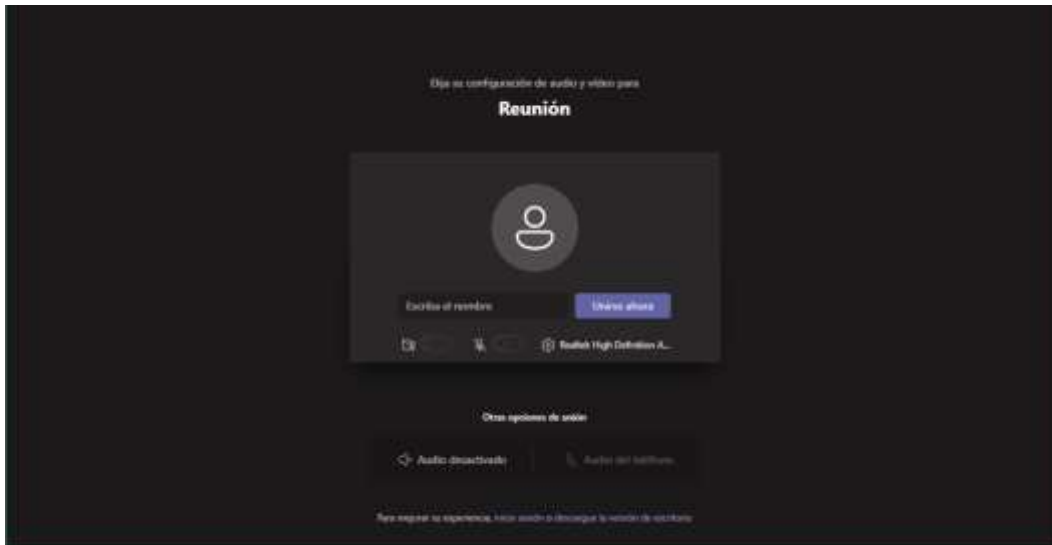 Elija su configuración de audio y vídeo para
Reunión
Escriba el nombre
Unirse ahora
Realtek High Definition A...
Otras opciones de unión
Audio desactivado
Audio del teléfono
Para mejorar su experiencia, inicie sesión o descargue la versión de escritorio